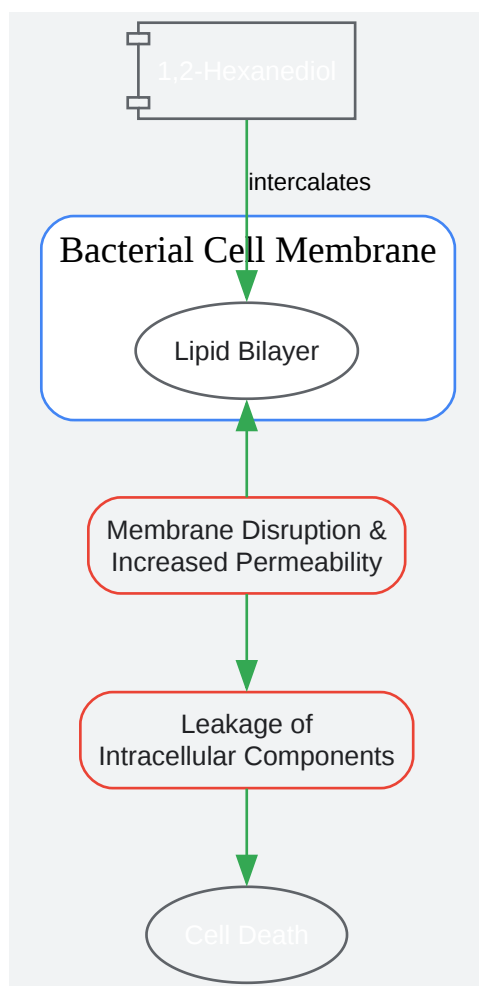 1,2-Hexanediol
intercalates
Bacterial Cell Membrane
Lipid Bilayer
Membrane Disruption &
Increased Permeability
Leakage of
Intracellular Components
Cell Death